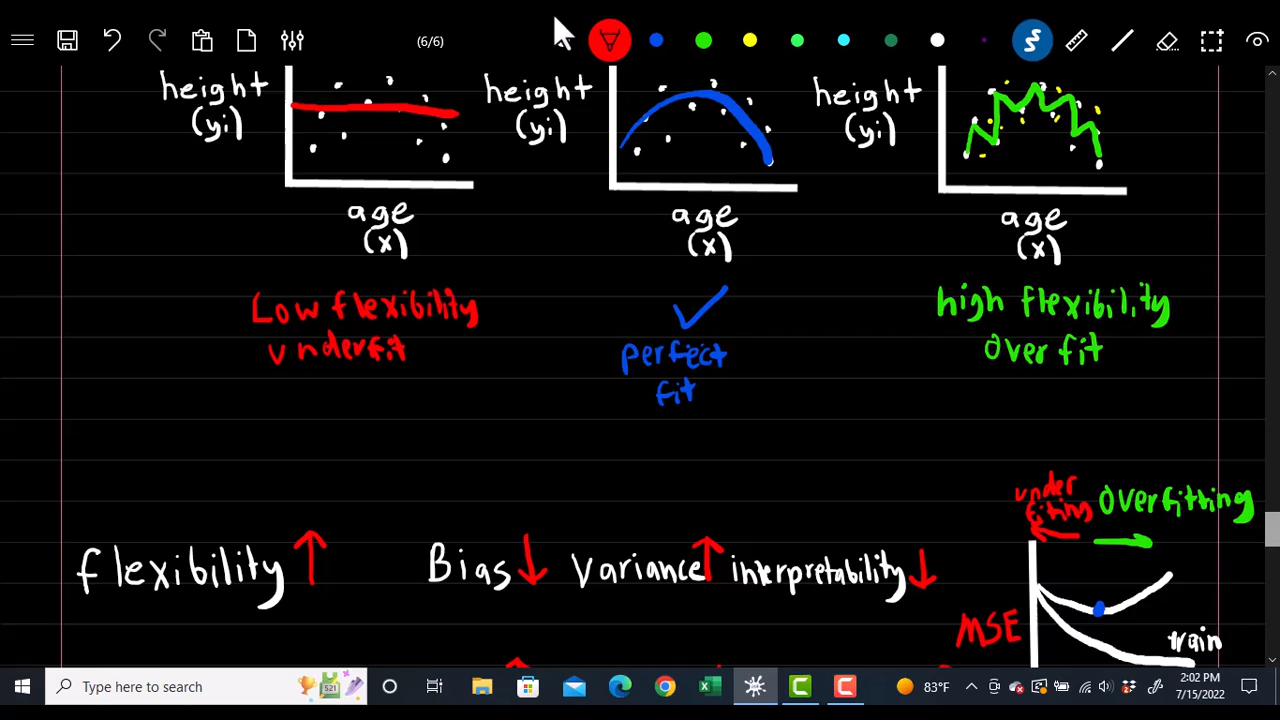 (6/6)
height
(yi)
height
(yi)
height
(yi)
age
(x)
age
(x)
age
(x)
Low flexibility
underfit
perfect
fit
high flexibility
Over fit
under
fiting
Overfitting
flexibility ↑ Bias ↓ Variance ↑ interpretability ↓
MSE
train
Type here to search
521
83°F
2:02 PM
7/15/2022